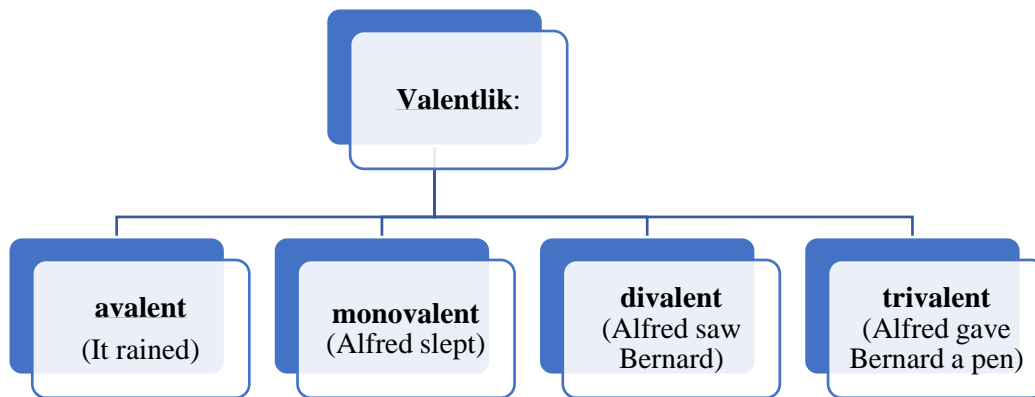 Valentlik:
avalent
(It rained)
monovalent
(Alfred slept)
divalent
(Alfred saw
Bernard)
trivalent
(Alfred gave
Bernard a pen)